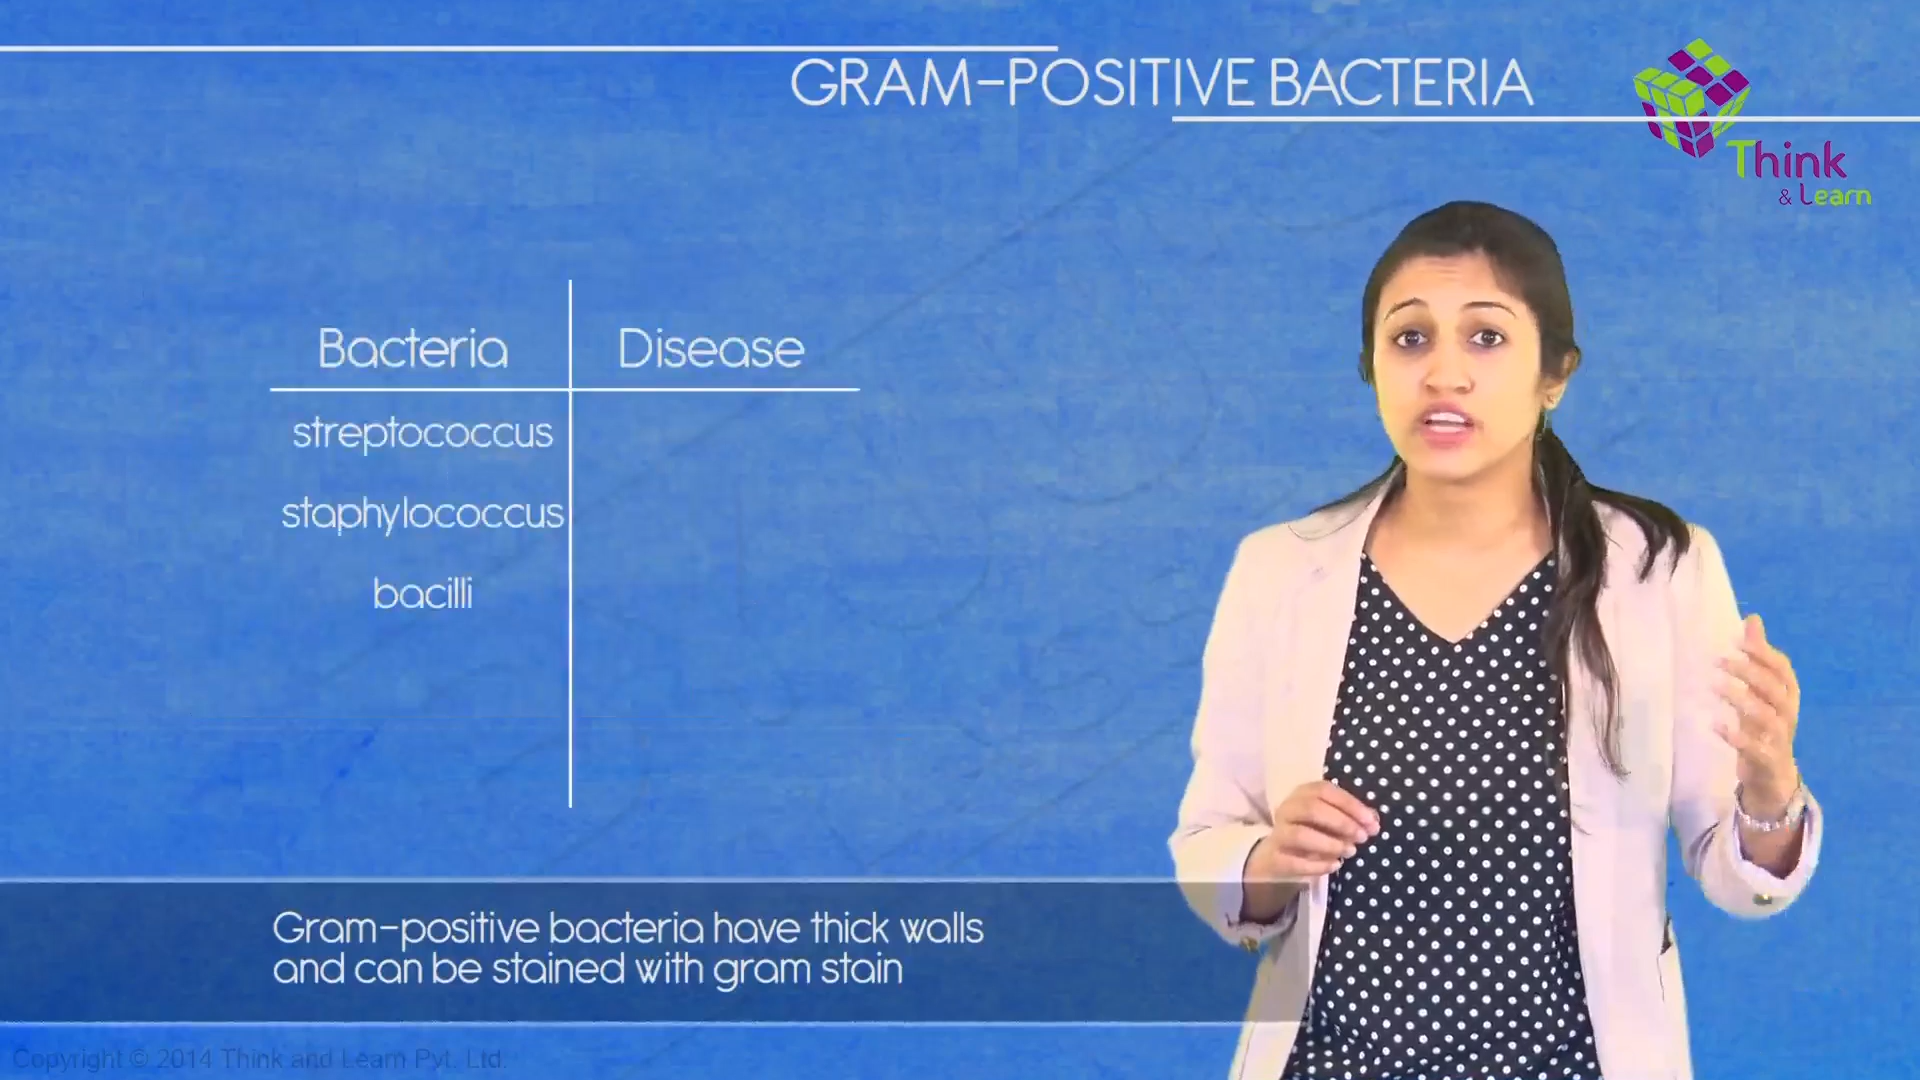 GRAM-POSITIVE BACTERIA
Think
& Learn
Bacteria Disease
streptococcus
staphylococcus
bacilli
Gram-positive bacteria have thick walls
and can be stained with gram stain
Copyright © 2014 Think and Learn Pvt. Ltd.